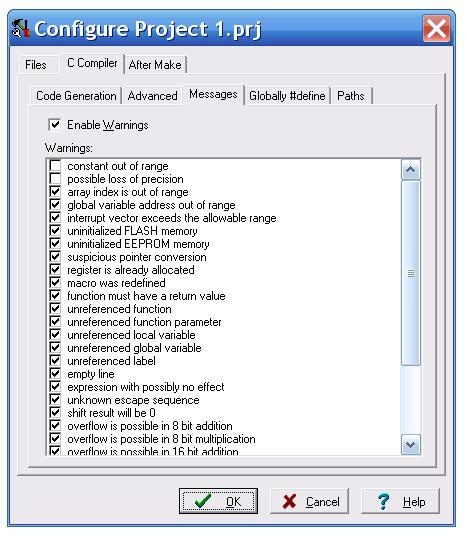 Configure Project 1.prj
Files C Compiler After Make
Code Generation Advanced Messages Globally #define Paths
Enable Warnings
Warnings:
constant out of range
possible loss of precision
array index is out of range
global variable address out of range
interrupt vector exceeds the allowable range
uninitialized FLASH memory
uninitialized EEPROM memory
suspicious pointer conversion
register is already allocated
macro was redefined
function must have a return value
unreferenced function
unreferenced function parameter
unreferenced local variable
unreferenced global variable
unreferenced label
empty line
expression with possibly no effect
unknown escape sequence
shift result will be 0
overflow is possible in 8 bit addition
overflow is possible in 8 bit multiplication
overflow is possible in 16 bit addition
OK Cancel ? Help